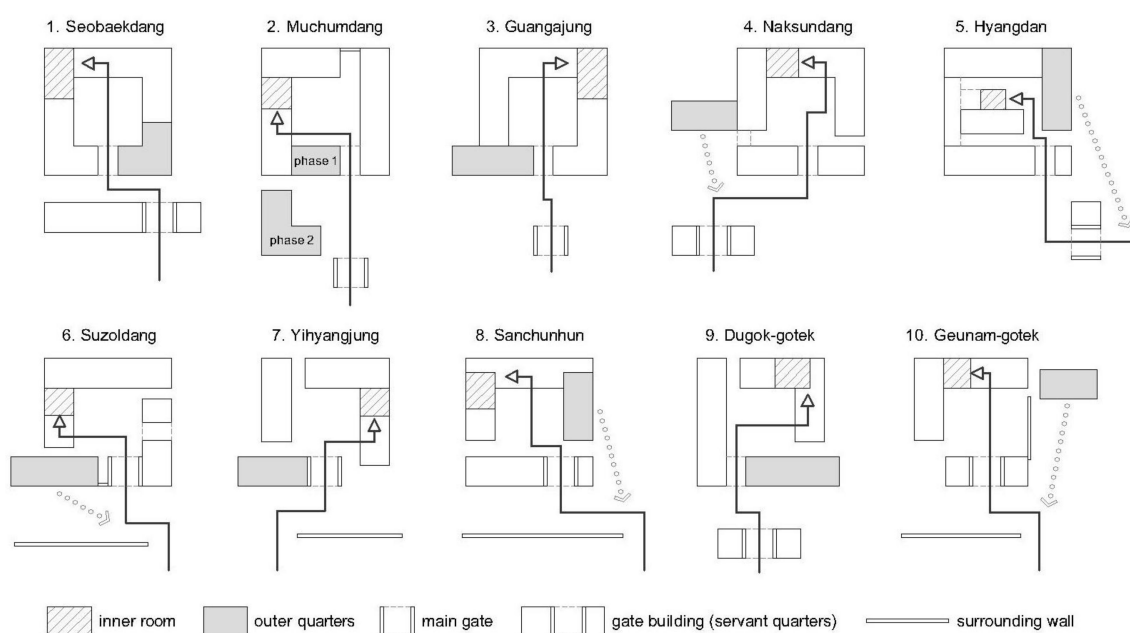 1. Seobaekdang
2. Muchumdang
3. Guangajung
4. Naksundang
5. Hyangdan
phase 1
phase 2
6. Suzoldang
7. Yihyangjung
8. Sanchunhun
9. Dugok-gotek
10. Geunam-gotek
inner room
outer quarters
main gate
gate building (servant quarters)
surrounding wall